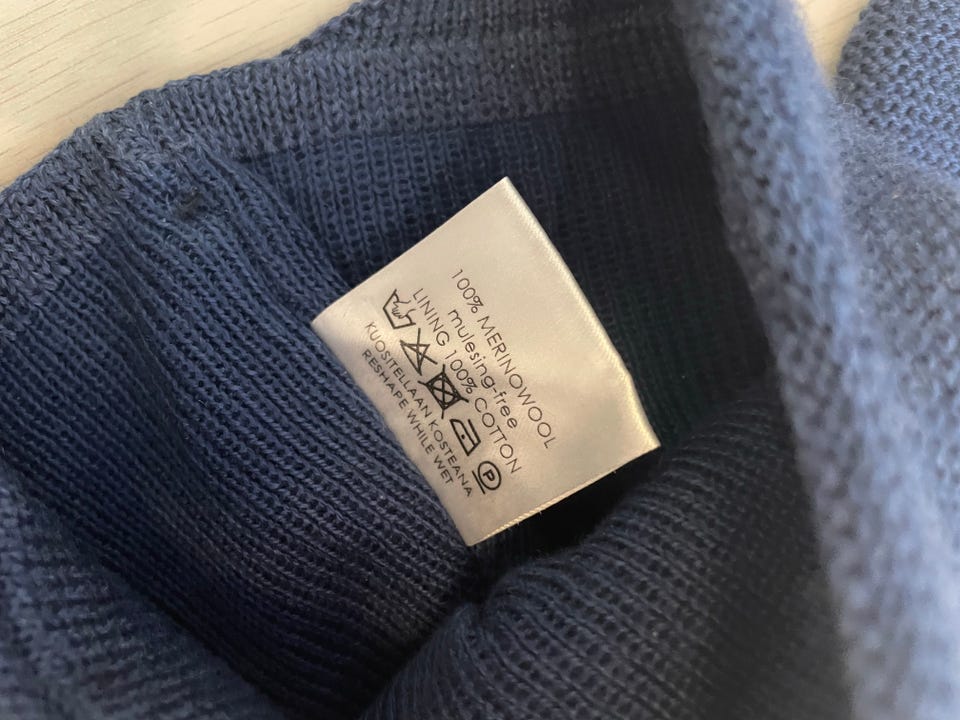 100% MERINOWOOL
mulesing-free
LINING 100% COTTON
P
KUOSITELLAAN KOSTEANA
RESHAPE WHILE WET